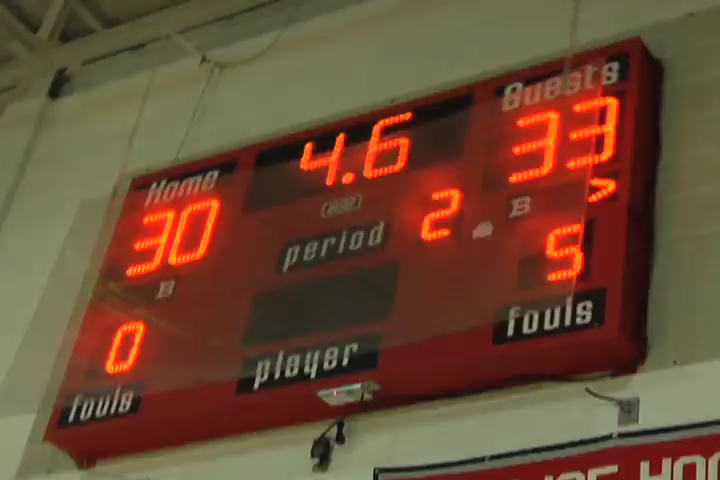 Home
4.6
Guests
30
33
B
period
2
B
>
0
5
fouls
player
fouls